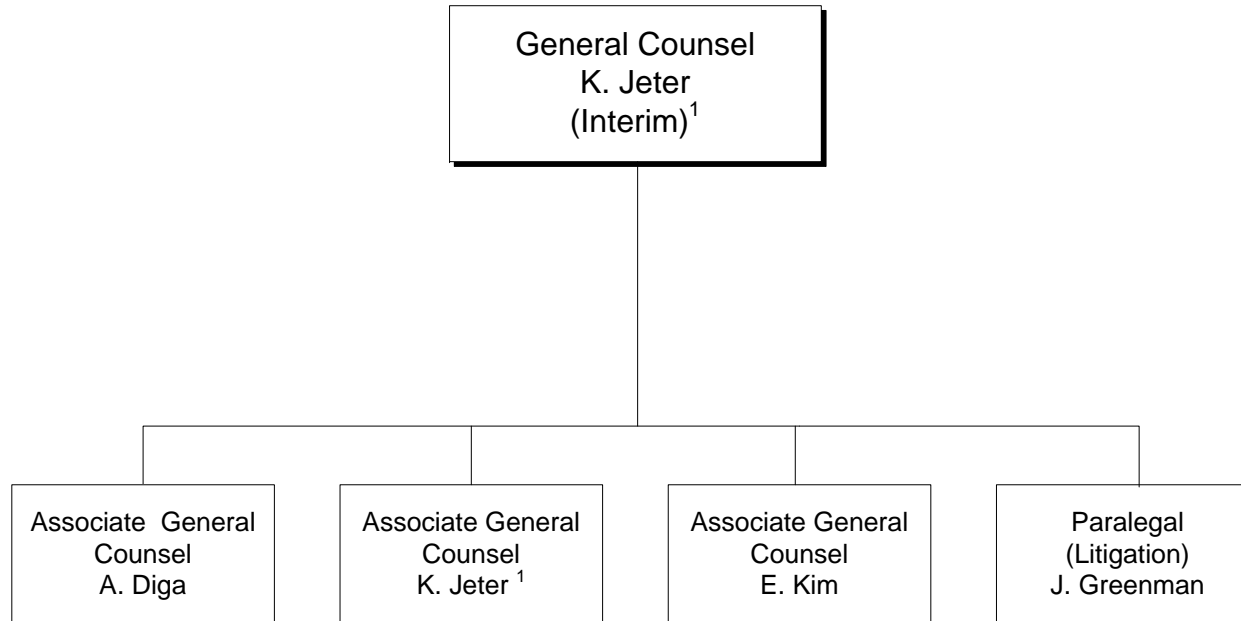 General Counsel
K. Jeter
(Interim)1
Associate General
Counsel
A. Diga
Associate General
Counsel
K. Jeter 1
Associate General
Counsel
E. Kim
Paralegal
(Litigation)
J. Greenman